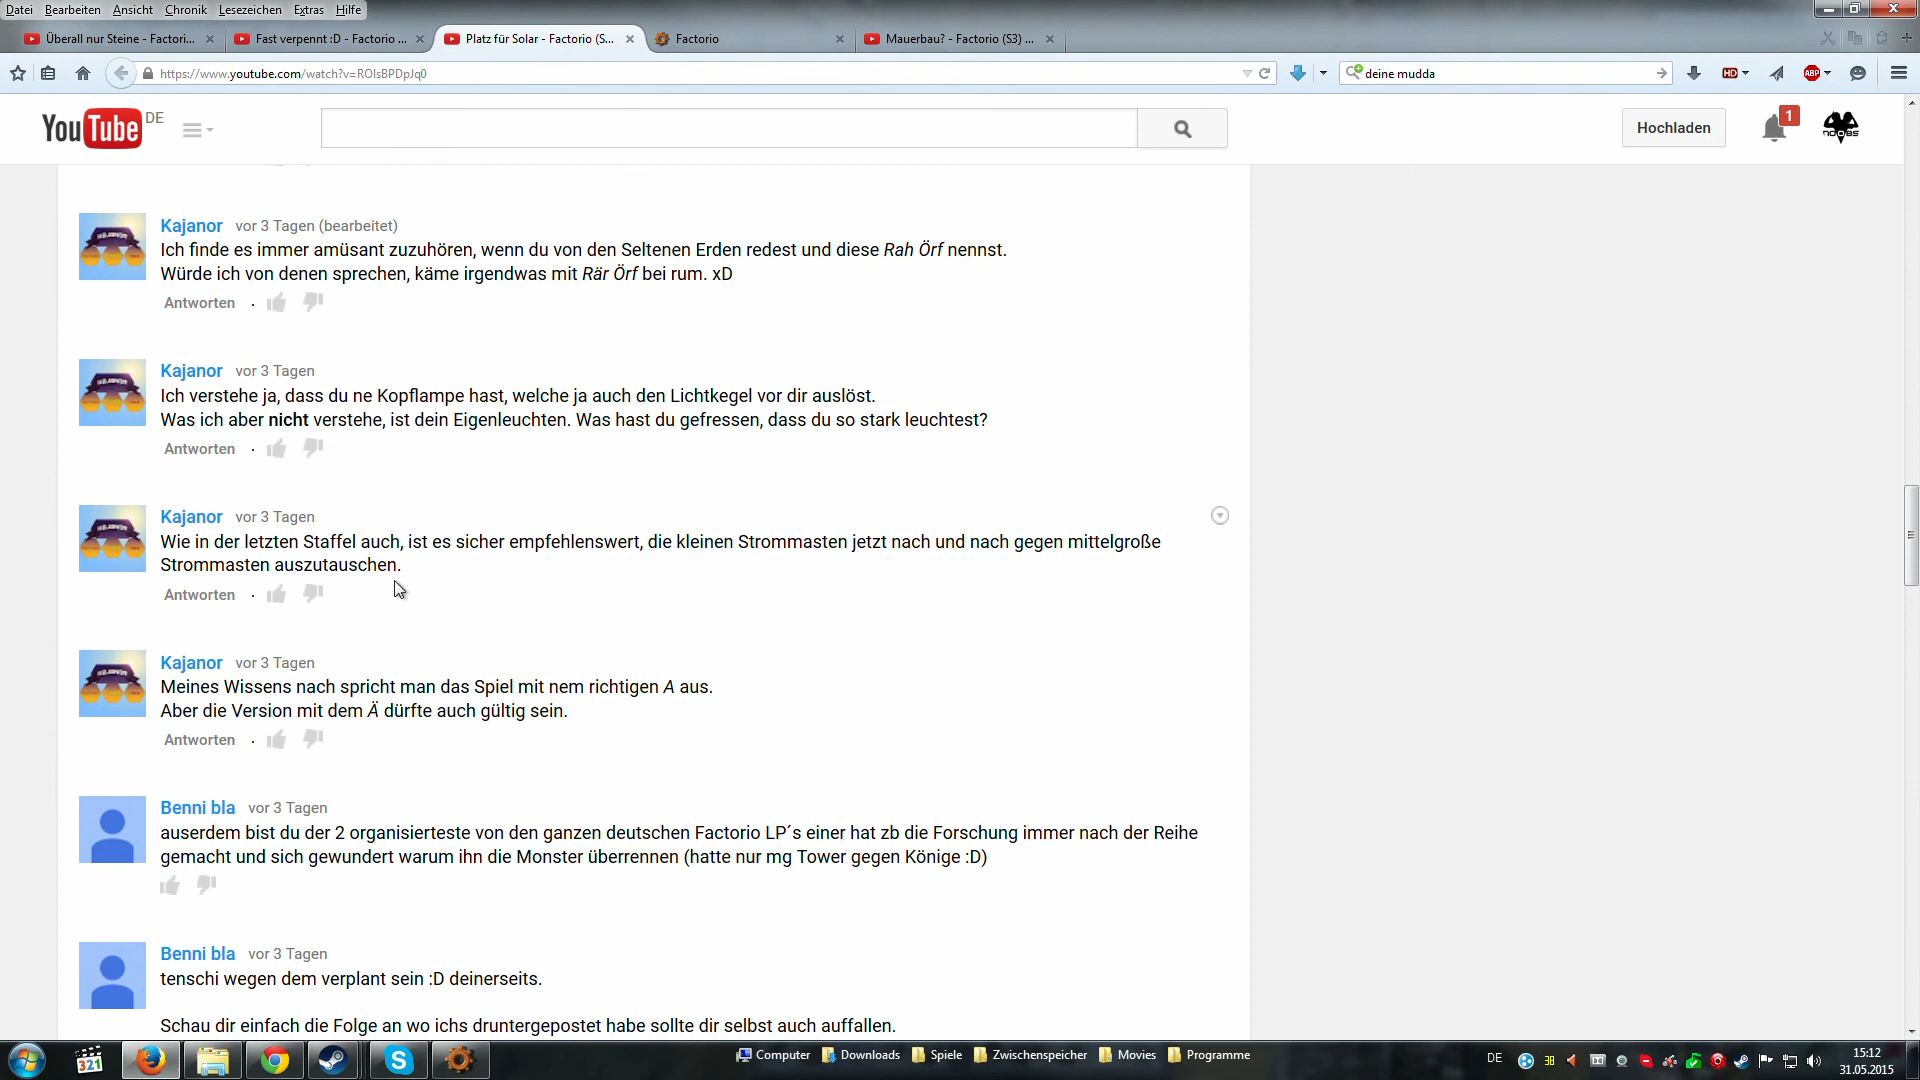 Datei Bearbeiten Ansicht Chronik Lesezeichen Extras Hilfe
Überall nur Steine - Factori... Fast verpennt :D - Factorio ... Platz für Solar - Factorio (S... Factorio Mauerbau? - Factorio (S3) ...
https://www.youtube.com/watch?v=ROIsBPDpJq0 deine mudda HD ABP
YouTube DE Hochladen 1
Kajanor vor 3 Tagen (bearbeitet)
Ich finde es immer amüsant zuzuhören, wenn du von den Seltenen Erden redest und diese Rah Örf nennst.
Würde ich von denen sprechen, käme irgendwas mit Rär Örf bei rum. xD
Antworten ·
Kajanor vor 3 Tagen
Ich verstehe ja, dass du ne Kopflampe hast, welche ja auch den Lichtkegel vor dir auslöst.
Was ich aber nicht verstehe, ist dein Eigenleuchten. Was hast du gefressen, dass du so stark leuchtest?
Antworten ·
Kajanor vor 3 Tagen
Wie in der letzten Staffel auch, ist es sicher empfehlenswert, die kleinen Strommasten jetzt nach und nach gegen mittelgroße
Strommasten auszutauschen.
Antworten ·
Kajanor vor 3 Tagen
Meines Wissens nach spricht man das Spiel mit nem richtigen A aus.
Aber die Version mit dem Ä dürfte auch gültig sein.
Antworten ·
Benni bla vor 3 Tagen
auserdem bist du der 2 organisierteste von den ganzen deutschen Factorio LP´s einer hat zb die Forschung immer nach der Reihe
gemacht und sich gewundert warum ihn die Monster überrennen (hatte nur mg Tower gegen Könige :D)
Benni bla vor 3 Tagen
tenschi wegen dem verplant sein :D deinerseits.
Schau dir einfach die Folge an wo ichs druntergepostet habe sollte dir selbst auch auffallen.
321 Computer Downloads Spiele Zwischenspeicher Movies Programme DE 38 15:12
31.05.2015